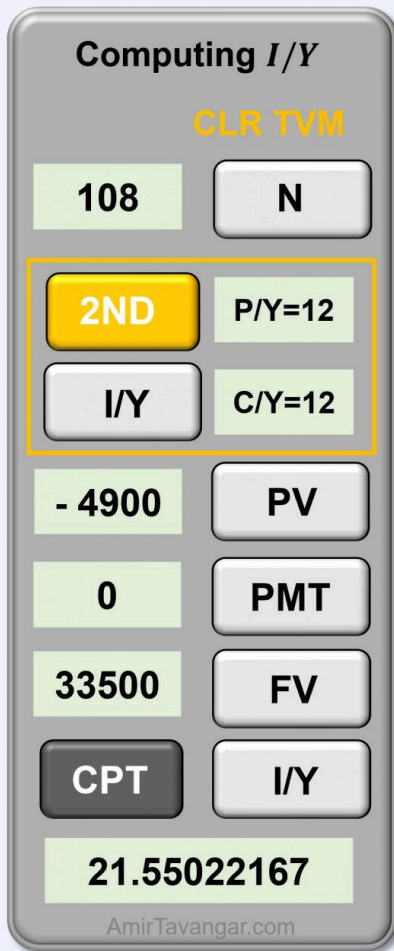 Computing I/Y
CLR TVM
108 N
2ND P/Y=12
I/Y C/Y=12
- 4900 PV
0 PMT
33500 FV
CPT I/Y
21.55022167
AmirTavangar.com